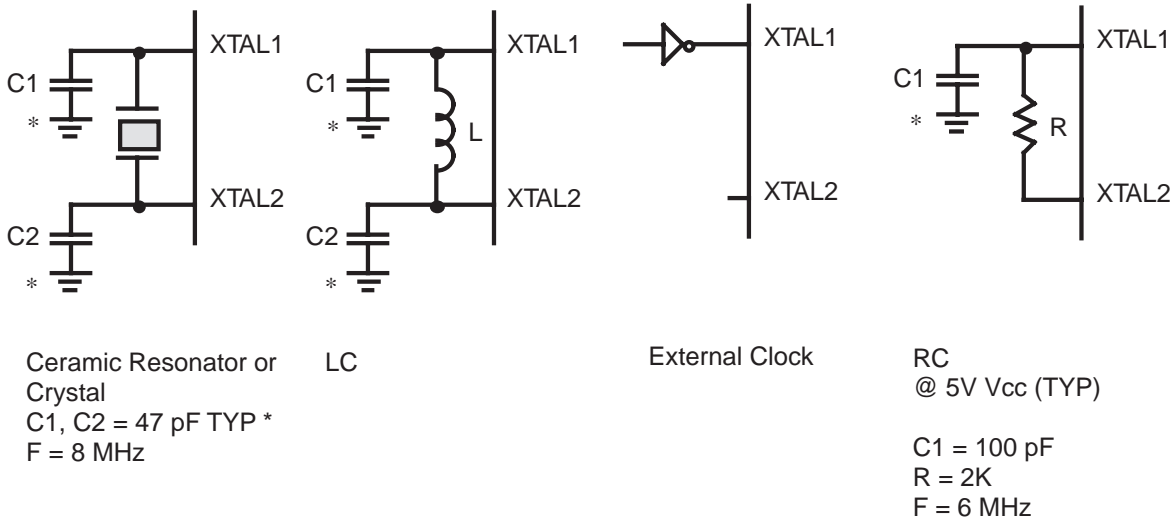 XTAL1
C1
*
XTAL2
C2
*
Ceramic Resonator or
Crystal
C1, C2 = 47 pF TYP *
F = 8 MHz
XTAL1
C1
*
L
XTAL2
C2
*
LC
XTAL1
XTAL2
External Clock
XTAL1
C1
*
R
XTAL2
RC
@ 5V Vcc (TYP)
C1 = 100 pF
R = 2K
F = 6 MHz